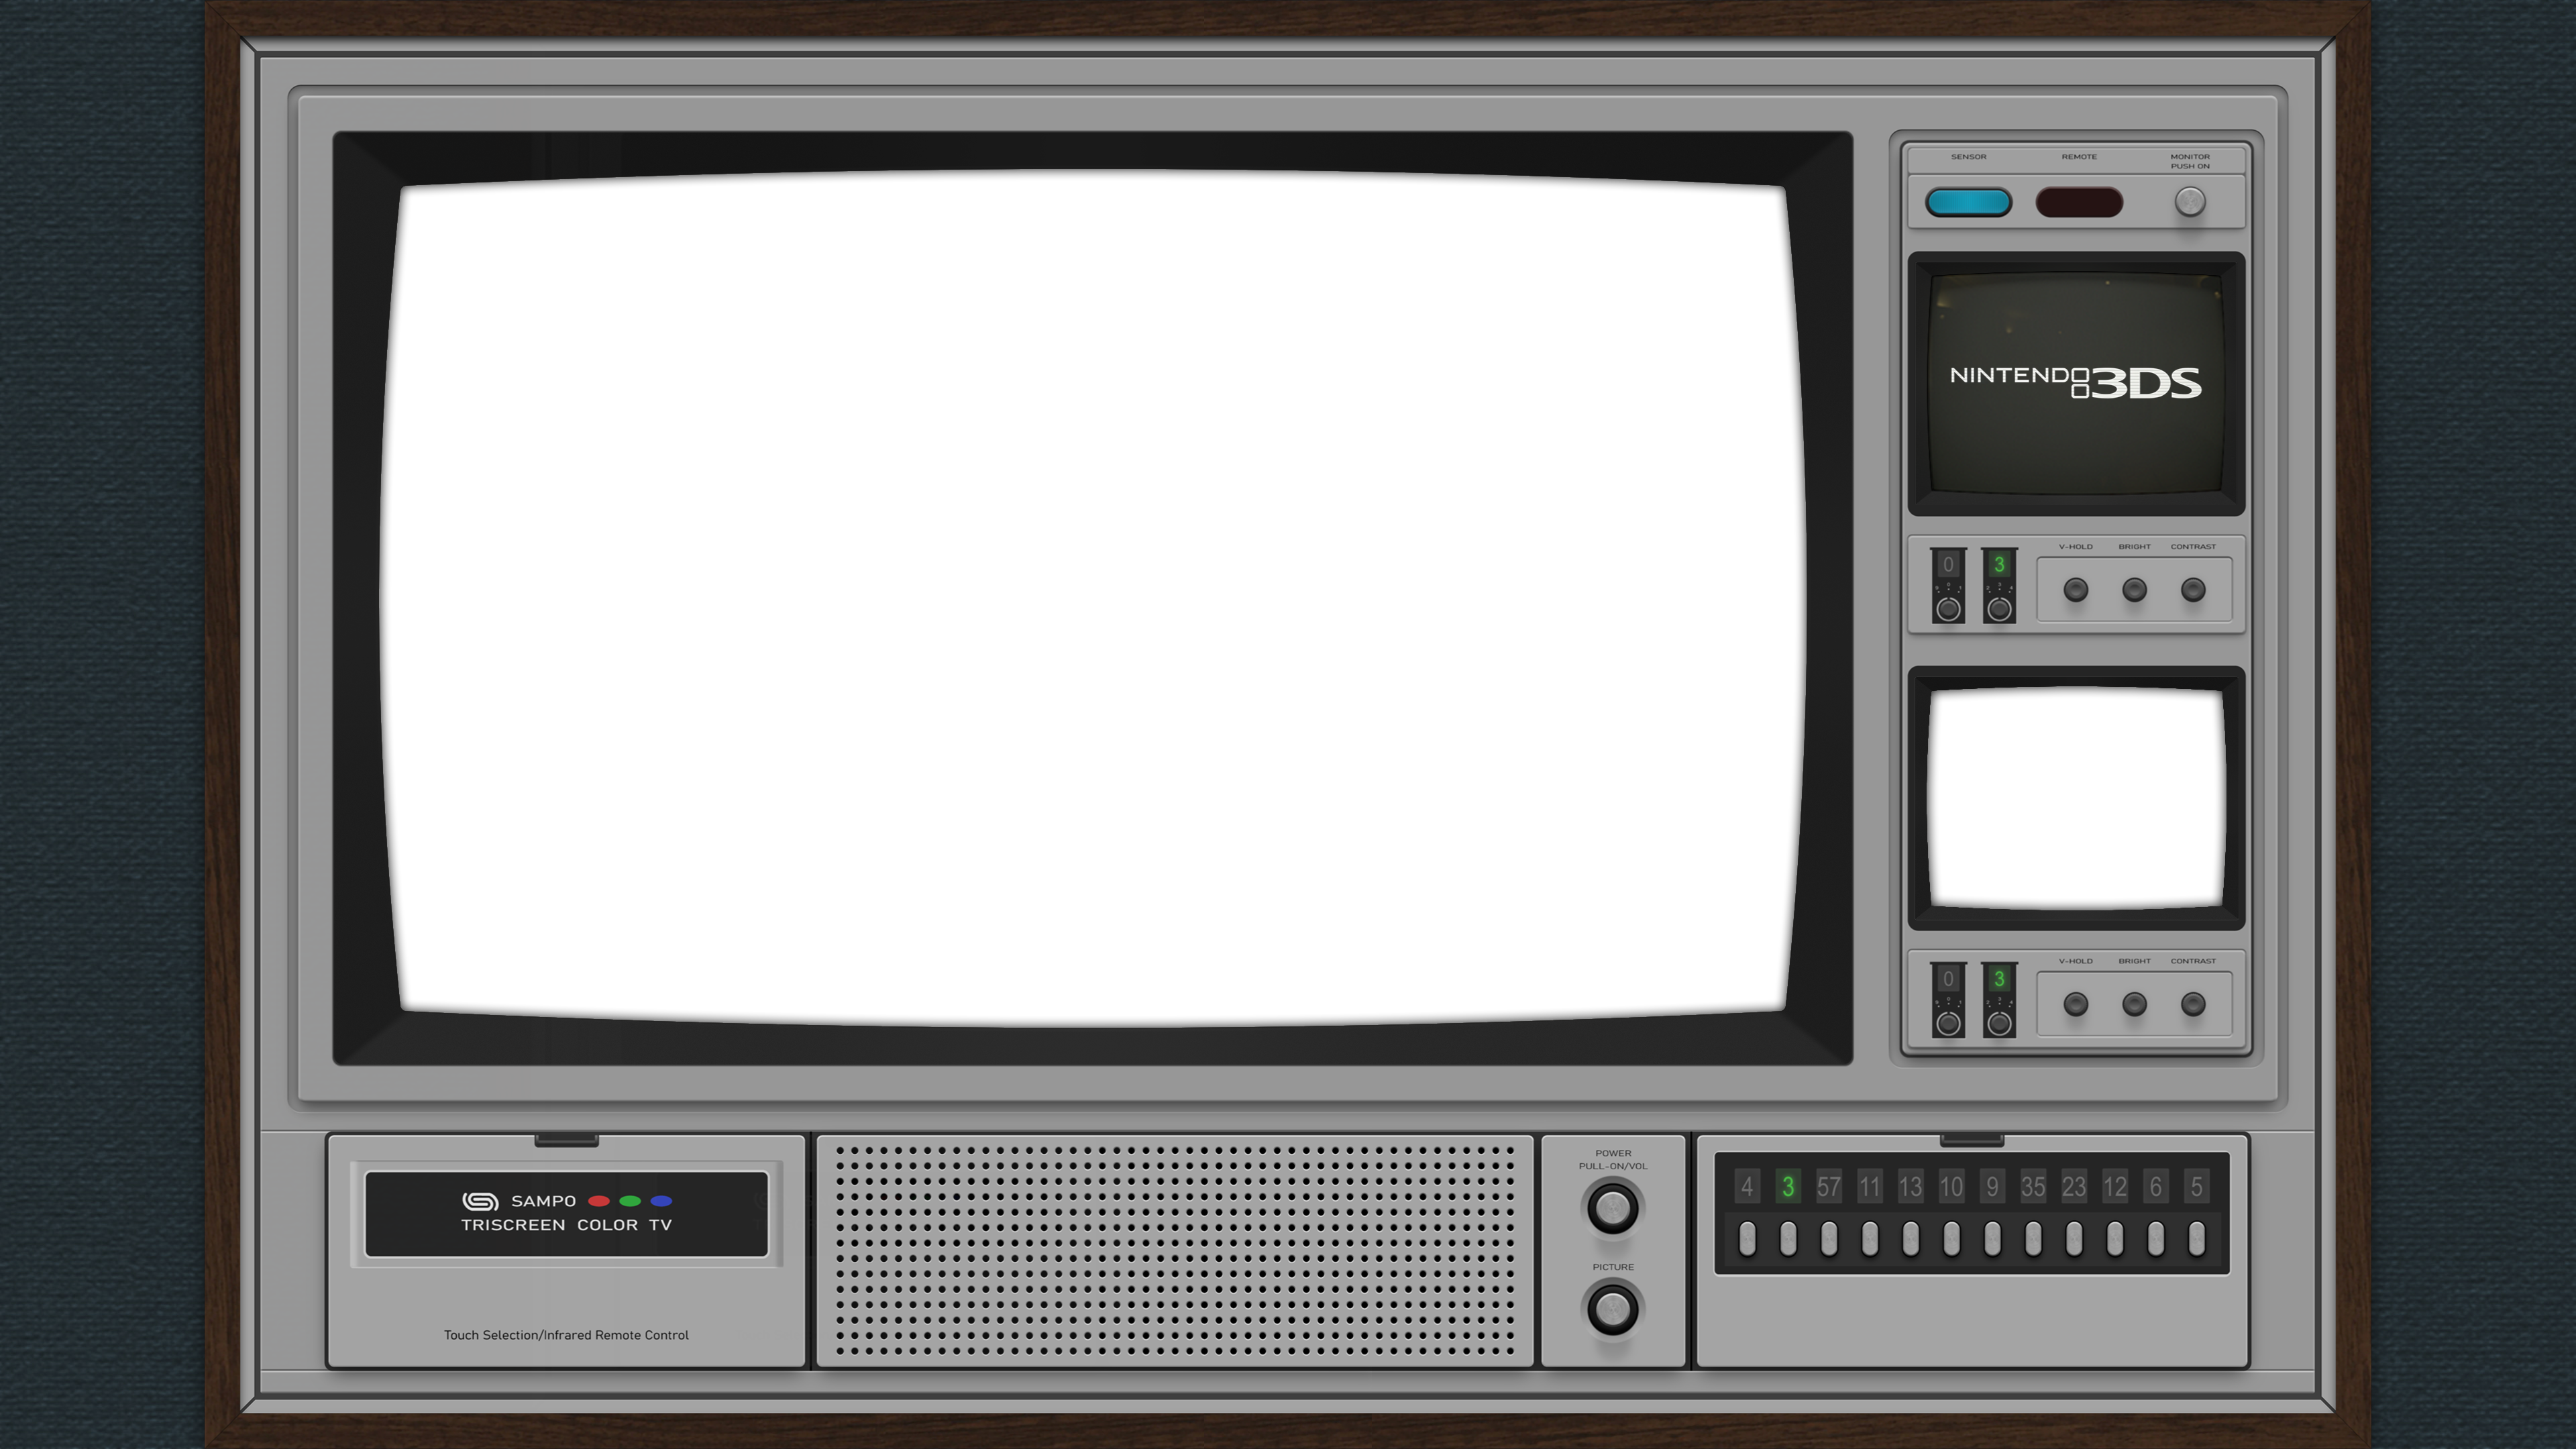 SENSOR REMOTE MONITOR
PUSH ON
NINTENDO 3DS
0 3 V-HOLD BRIGHT CONTRAST
0 3 V-HOLD BRIGHT CONTRAST
SAMPO
TRISCREEN COLOR TV
Touch Selection/Infrared Remote Control
POWER
PULL-ON/VOL
PICTURE
4 3 57 11 13 10 9 35 23 12 6 5